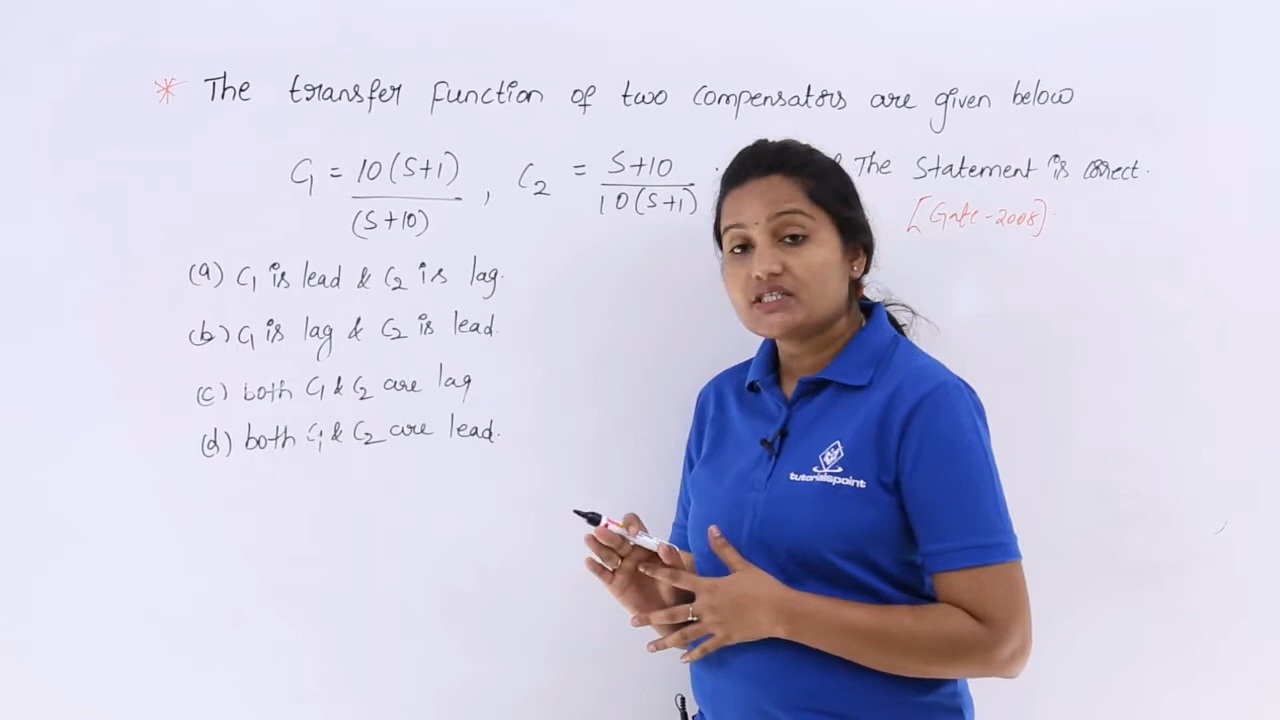 * The transfer function of two compensators are given below
C1 = 10(S+1) / (S+10) , C2 = S+10 / 10(S+1) . The Statement is correct.
[Gate-2008].
(a) C1 is lead & C2 is lag.
(b) C1 is lag & C2 is lead.
(c) both C1 & C2 are lag
(d) both C1 & C2 are lead.
tutorialspoint